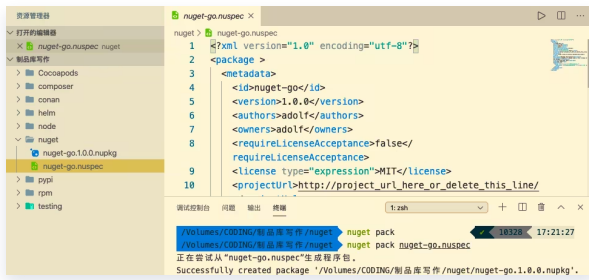 资源管理器
打开的编辑器
nuget-go.nuspec nuget
制品库写作
Cocoapods
composer
conan
helm
node
nuget
nuget-go.1.0.0.nupkg
nuget-go.nuspec
pypi
rpm
testing
nuget-go.nuspec
nuget > nuget-go.nuspec
1 <?xml version="1.0" encoding="utf-8"?>
2 <package >
3 <metadata>
4 <id>nuget-go</id>
5 <version>1.0.0</version>
6 <authors>adolf</authors>
7 <owners>adolf</owners>
8 <requireLicenseAcceptance>false</
requireLicenseAcceptance>
9 <license type="expression">MIT</license>
10 <projectUrl>http://project_url_here_or_delete_this_line/
调试控制台 问题 输出 终端 1: zsh
/Volumes/CODING/制品库写作/nuget nuget pack ✓ 10328 17:21:27
/Volumes/CODING/制品库写作/nuget nuget pack nuget-go.nuspec
正在尝试从“nuget-go.nuspec”生成程序包。
Successfully created package '/Volumes/CODING/制品库写作/nuget/nuget-go.1.0.0.nupkg'.